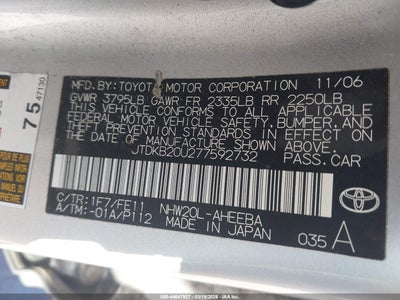 MFD BY: TOYOTA MOTOR CORPORATION 11/06
GVWR 3795LB GAWR FR 2335LB RR 2250LB
THIS VEHICLE CONFORMS TO ALL APPLICABLE
FEDERAL MOTOR VEHICLE SAFETY, BUMPER, AND
THEFT PREVENTION STANDARDS IN EFFECT ON
THE DATE OF MANUFACTURE SHOWN ABOVE.
JTDKB20U277592732 PASS.CAR
C/TR: 1F7/FE11 NHW20L-AHEEBA
A/TM: -01A/P112 MADE IN JAPAN
TOYOTA
035 A
75 47130